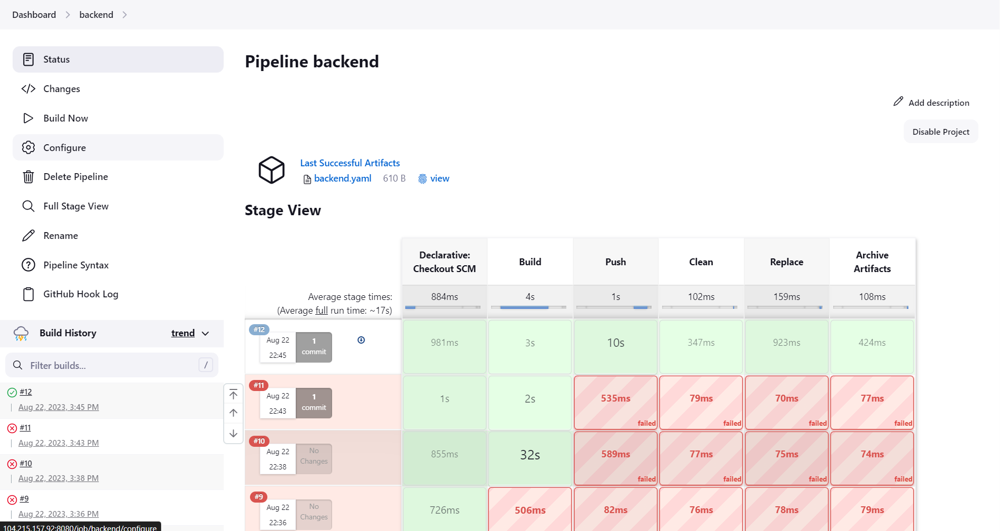 Dashboard
backend
Status
Changes
Build Now
Configure
Delete Pipeline
Full Stage View
Rename
Pipeline Syntax
GitHub Hook Log
Build History
trend
Filter builds...
/
#12
Aug 22, 2023, 3:45 PM
#11
Aug 22, 2023, 3:43 PM
#10
Aug 22, 2023, 3:38 PM
#9
Aug 22, 2023, 3:36 PM
104.215.157.92:8080/job/backend/configure
Pipeline backend
Add description
Disable Project
Last Successful Artifacts
backend.yaml 610 B view
Stage View
Declarative:
Checkout SCM
Build
Push
Clean
Replace
Archive
Artifacts
Average stage times:
(Average full run time: ~17s)
884ms
4s
1s
102ms
159ms
108ms
#12
Aug 22
22:45
1
commit
981ms
3s
10s
347ms
923ms
424ms
#11
Aug 22
22:43
1
commit
1s
2s
535ms
failed
79ms
failed
70ms
failed
77ms
failed
#10
Aug 22
22:38
No
Changes
855ms
32s
589ms
failed
77ms
failed
75ms
failed
74ms
failed
#9
Aug 22
22:36
No
Changes
726ms
506ms
82ms
76ms
78ms
79ms